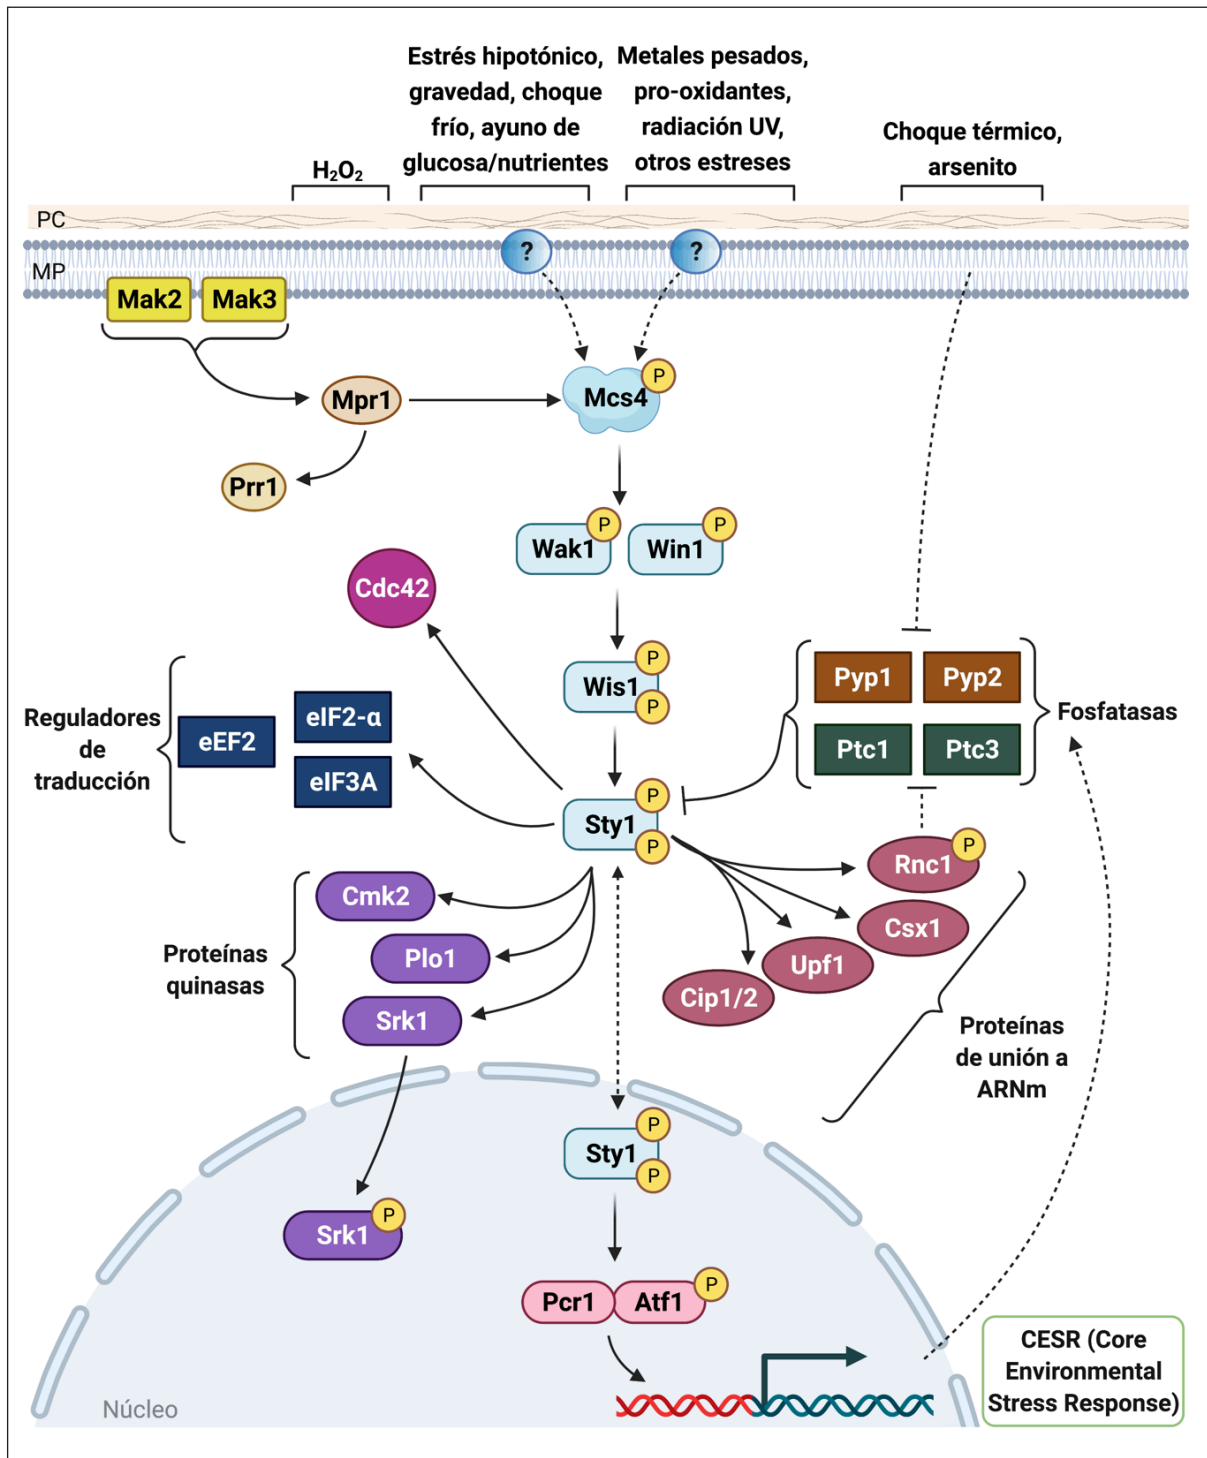 Estrés hipotónico,
gravedad, choque
frío, ayuno de
glucosa/nutrientes
Metales pesados,
pro-oxidantes,
radiación UV,
otros estreses
Choque térmico,
arsenito
H₂O₂
PC
MP
?
?
Mak2
Mak3
Mpr1
Mcs4
P
Prr1
Wak1
P
Win1
P
Cdc42
Wis1
P
P
Pyp1
Pyp2
Ptc1
Ptc3
Fosfatasas
Reguladores
de
traducción
eEF2
eIF2-α
eIF3A
Sty1
P
P
Rnc1
P
Csx1
Upf1
Cip1/2
Proteínas
de unión a
ARNm
Proteínas
quinasas
Cmk2
Plo1
Srk1
Sty1
P
P
Srk1
P
Pcr1
Atf1
P
CESR (Core
Environmental
Stress Response)
Núcleo